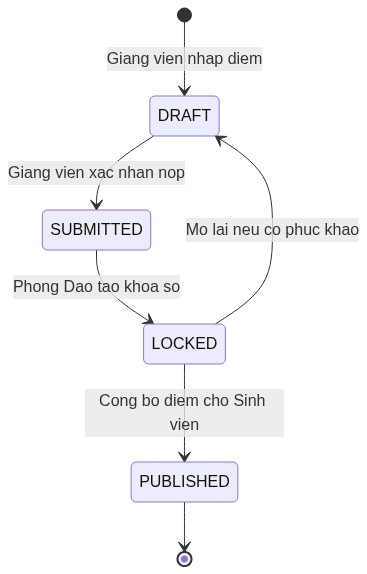 Giang vien nhap diem
DRAFT
Giang vien xac nhan nop
SUBMITTED
Mo lai neu co phuc khao
Phong Dao tao khoa so
LOCKED
Cong bo diem cho Sinh
vien
PUBLISHED